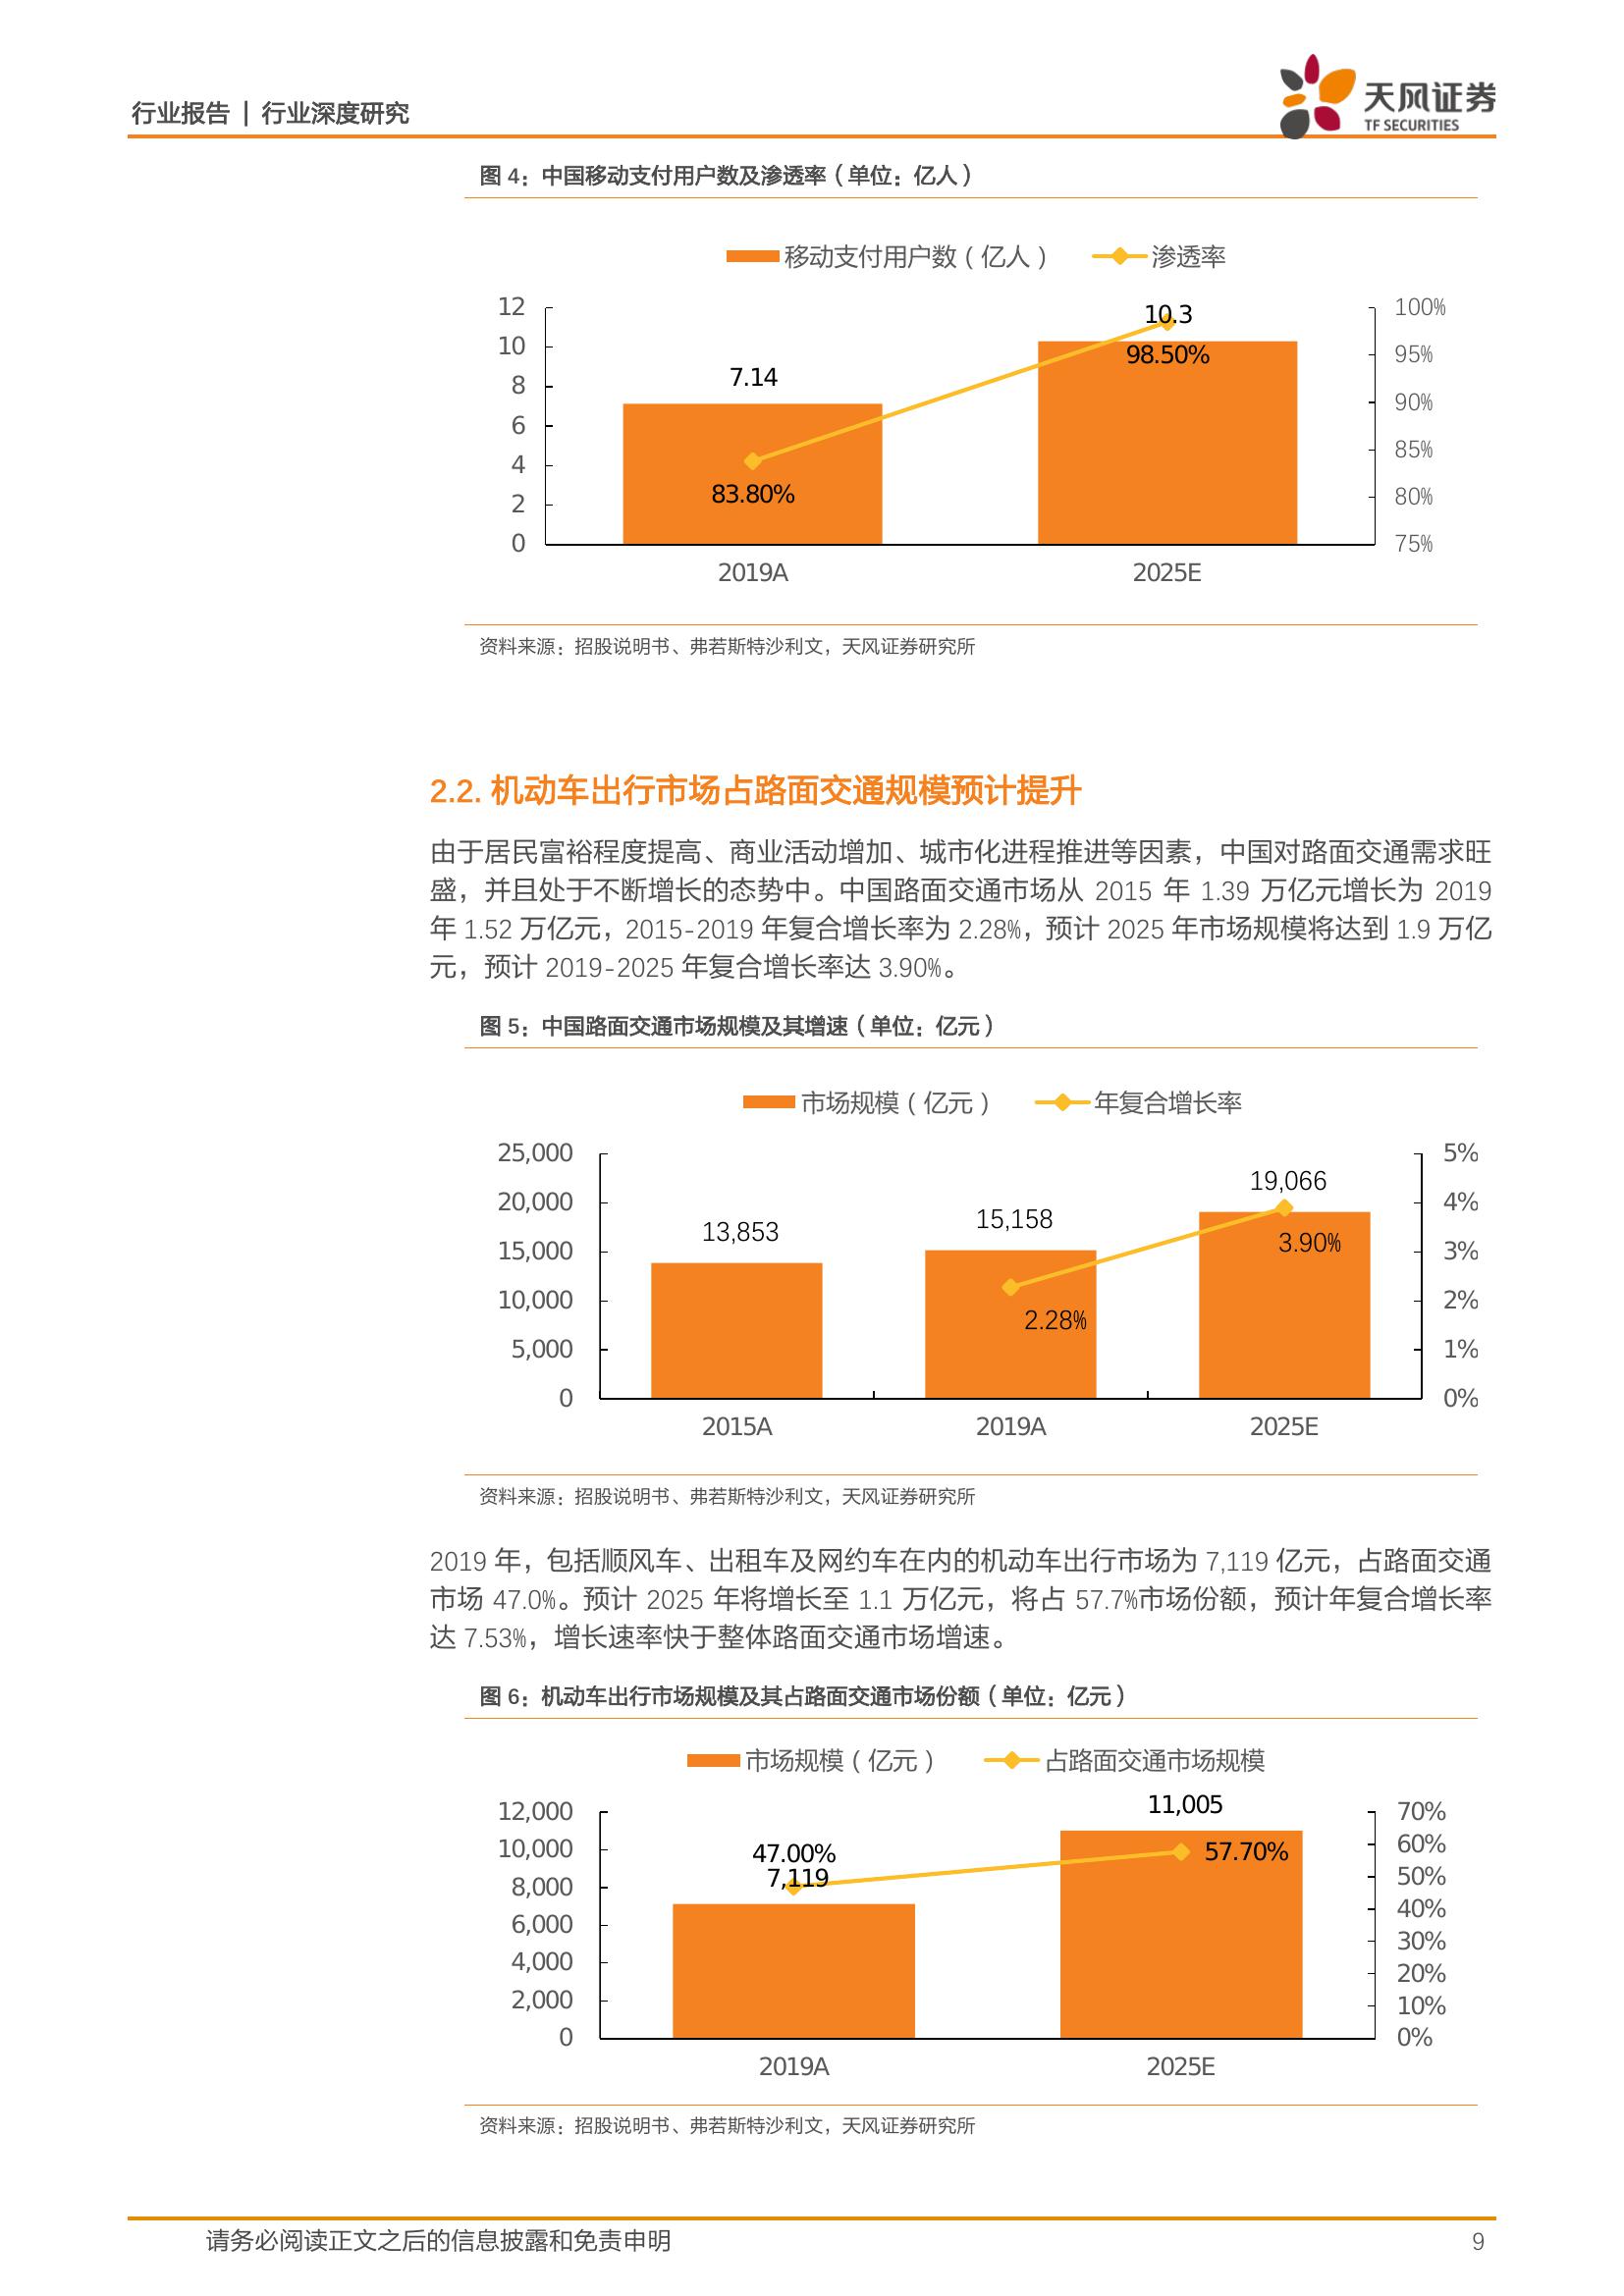 行业报告 | 行业深度研究
天风证券
TF SECURITIES
图 4：中国移动支付用户数及渗透率（单位：亿人）
移动支付用户数（亿人） 渗透率
12
10
8
6
4
2
0
10.3
98.50%
7.14
83.80%
100%
95%
90%
85%
80%
75%
2019A 2025E
资料来源：招股说明书、弗若斯特沙利文，天风证券研究所
2.2. 机动车出行市场占路面交通规模预计提升
由于居民富裕程度提高、商业活动增加、城市化进程推进等因素，中国对路面交通需求旺
盛，并且处于不断增长的态势中。中国路面交通市场从 2015 年 1.39 万亿元增长为 2019
年 1.52 万亿元，2015-2019 年复合增长率为 2.28%，预计 2025 年市场规模将达到 1.9 万亿
元，预计 2019-2025 年复合增长率达 3.90%。
图 5：中国路面交通市场规模及其增速（单位：亿元）
市场规模（亿元） 年复合增长率
25,000
20,000
15,000
10,000
5,000
0
13,853
15,158
19,066
2.28%
3.90%
5%
4%
3%
2%
1%
0%
2015A 2019A 2025E
资料来源：招股说明书、弗若斯特沙利文，天风证券研究所
2019 年，包括顺风车、出租车及网约车在内的机动车出行市场为 7,119 亿元，占路面交通
市场 47.0%。预计 2025 年将增长至 1.1 万亿元，将占 57.7%市场份额，预计年复合增长率
达 7.53%，增长速率快于整体路面交通市场增速。
图 6：机动车出行市场规模及其占路面交通市场份额（单位：亿元）
市场规模（亿元） 占路面交通市场规模
12,000
10,000
8,000
6,000
4,000
2,000
0
47.00%
7,119
11,005
57.70%
70%
60%
50%
40%
30%
20%
10%
0%
2019A 2025E
资料来源：招股说明书、弗若斯特沙利文，天风证券研究所
请务必阅读正文之后的信息披露和免责申明 9